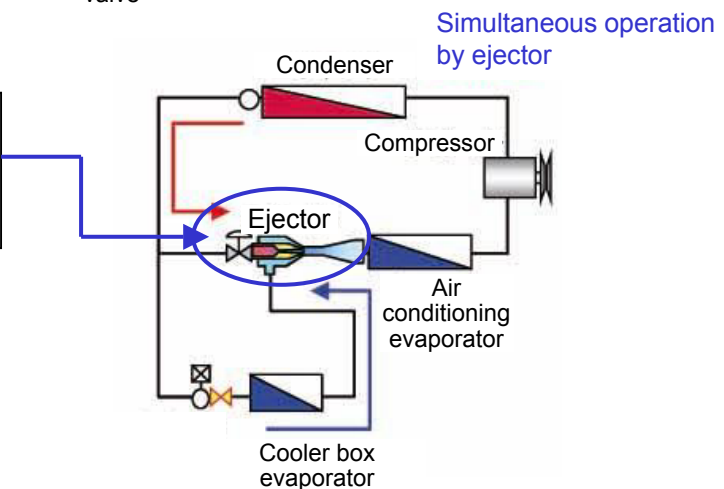 Simultaneous operation
by ejector
Condenser
Compressor
Ejector
Air
conditioning
evaporator
Cooler box
evaporator